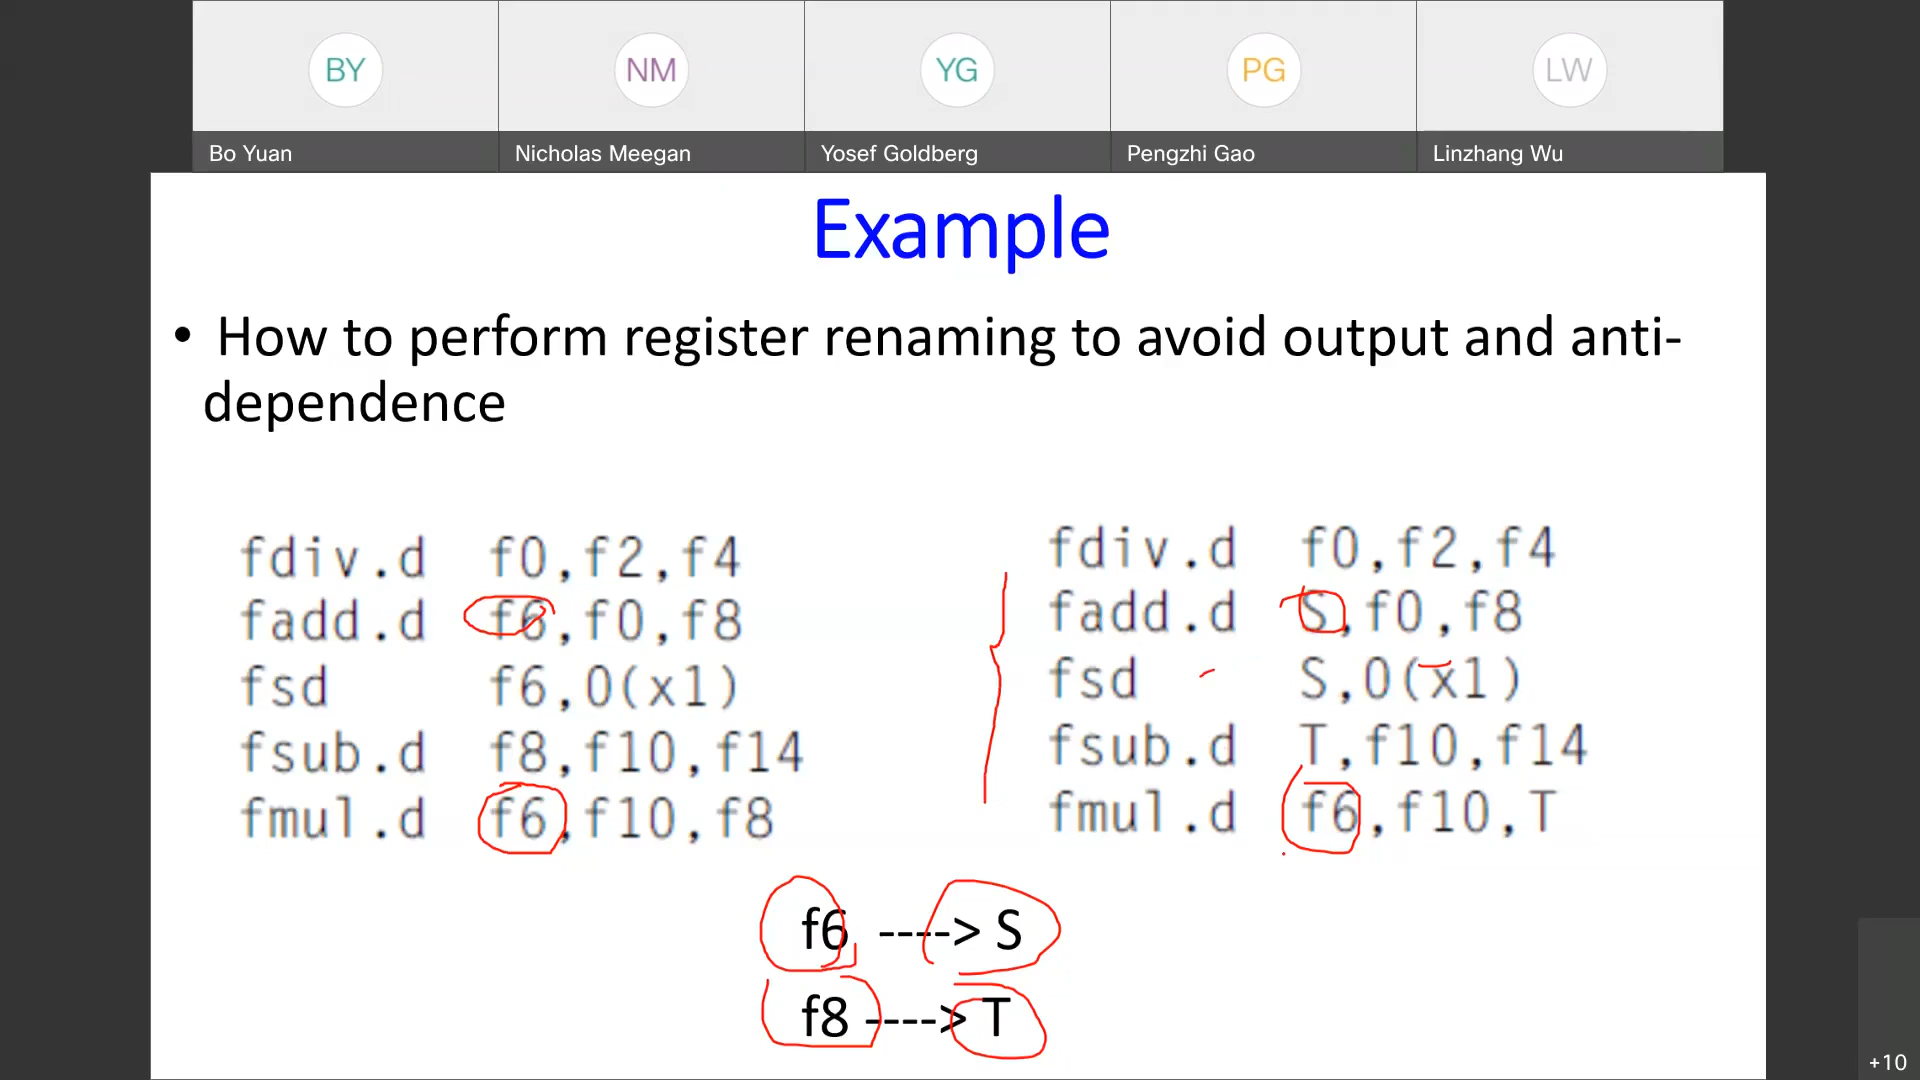 BY NM YG PG LW
Bo Yuan Nicholas Meegan Yosef Goldberg Pengzhi Gao Linzhang Wu
Example
• How to perform register renaming to avoid output and anti-
dependence
fdiv.d f0,f2,f4
fadd.d f6,f0,f8
fsd f6,0(x1)
fsub.d f8,f10,f14
fmul.d f6,f10,f8
fdiv.d f0,f2,f4
fadd.d S,f0,f8
fsd S,0(x1)
fsub.d T,f10,f14
fmul.d f6,f10,T
f6 ----> S
f8 ----> T
+10